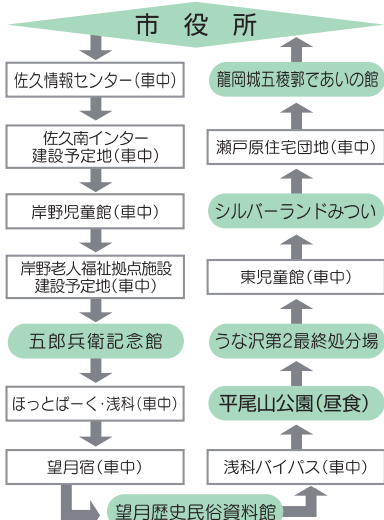 市役所
佐久情報センター(車中)
佐久南インター
建設予定地(車中)
岸野児童館(車中)
岸野老人福祉拠点施設
建設予定地(車中)
五郎兵衛記念館
ほっとぱーく・浅科(車中)
望月宿(車中)
望月歴史民俗資料館
浅科バイパス(車中)
平尾山公園(昼食)
うな沢第2最終処分場
東児童館(車中)
シルバーランドみつい
瀬戸原住宅団地(車中)
龍岡城五稜郭であいの館